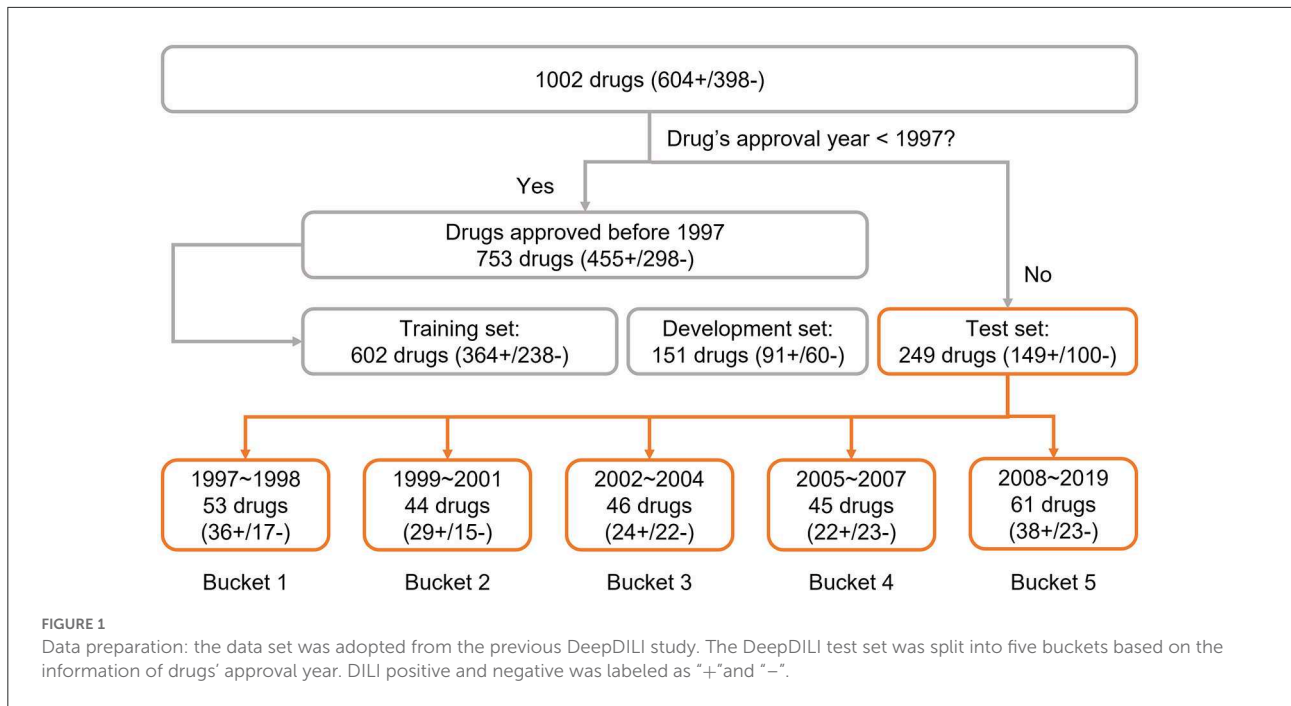 1002 drugs (604+/398-)
Drug's approval year < 1997?
Yes
Drugs approved before 1997
753 drugs (455+/298-)
No
Training set:
602 drugs (364+/238-)
Development set:
151 drugs (91+/60-)
Test set:
249 drugs (149+/100-)
1997~1998
53 drugs
(36+/17-)
1999~2001
44 drugs
(29+/15-)
2002~2004
46 drugs
(24+/22-)
2005~2007
45 drugs
(22+/23-)
2008~2019
61 drugs
(38+/23-)
Bucket 1
Bucket 2
Bucket 3
Bucket 4
Bucket 5
FIGURE 1
Data preparation: the data set was adopted from the previous DeepDILI study. The DeepDILI test set was split into five buckets based on the
information of drugs' approval year. DILI positive and negative was labeled as “+”and “−”.